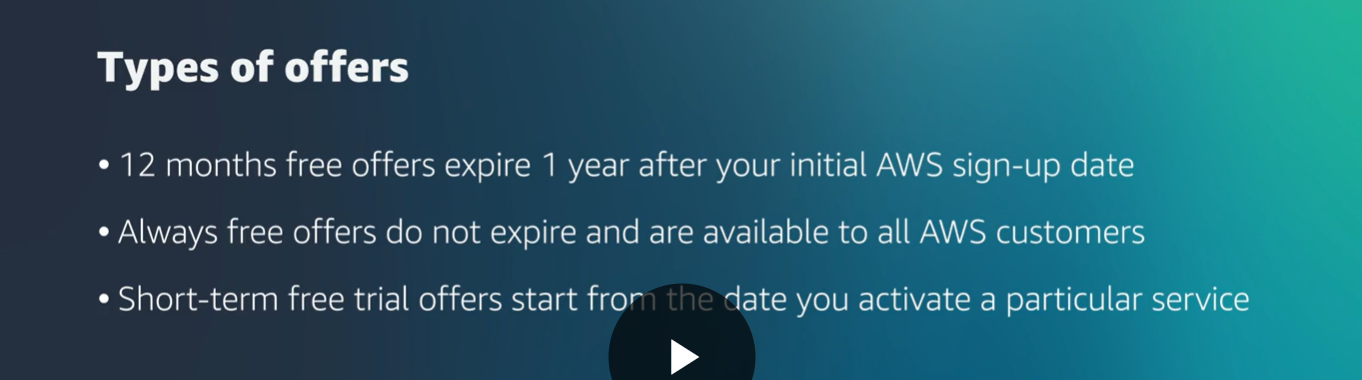 Types of offers
• 12 months free offers expire 1 year after your initial AWS sign-up date
• Always free offers do not expire and are available to all AWS customers
• Short-term free trial offers start from the date you activate a particular service